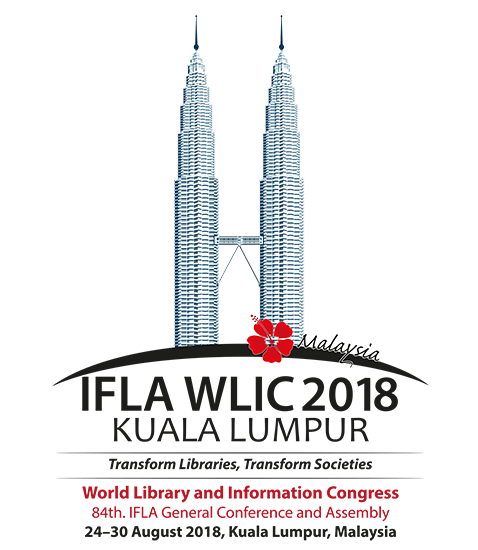 Malaysia
IFLA WLIC 2018
KUALA LUMPUR
Transform Libraries, Transform Societies
World Library and Information Congress
84th. IFLA General Conference and Assembly
24–30 August 2018, Kuala Lumpur, Malaysia